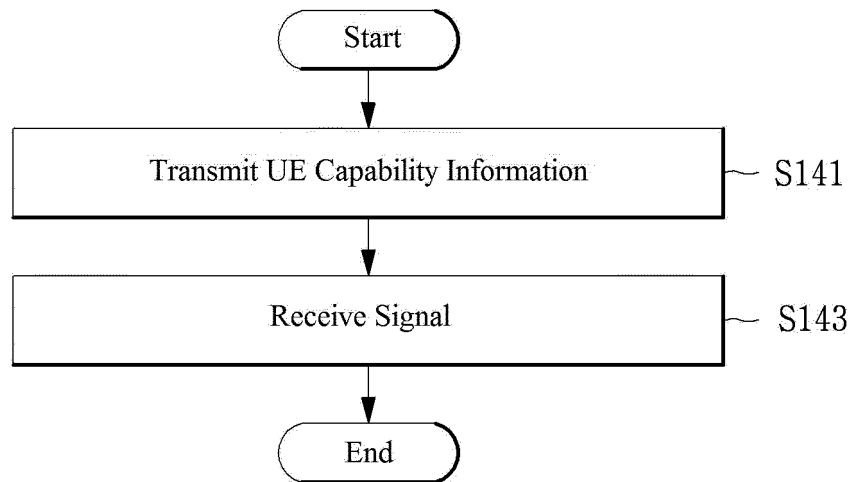 Start
Transmit UE Capability Information
S141
Receive Signal
S143
End